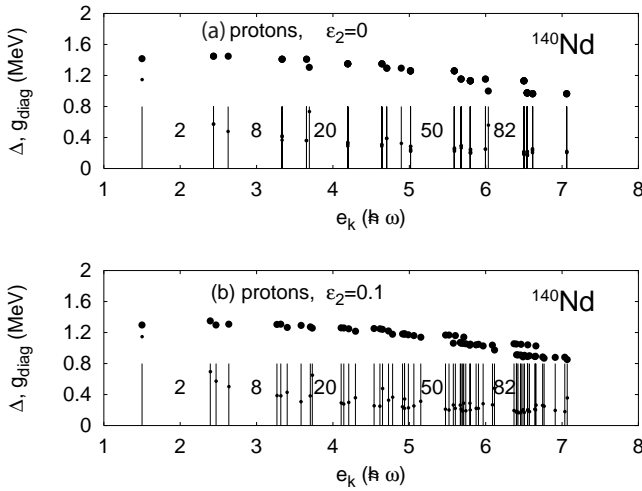 2
(a) protons, ε₂=0
¹⁴⁰Nd
1.6
1.2
0.8
0.4
0
Δ, g_diag (MeV)
2 8 20 50 82
1 2 3 4 5 6 7 8
e_k (ħ ω)
2
(b) protons, ε₂=0.1
¹⁴⁰Nd
1.6
1.2
0.8
0.4
0
Δ, g_diag (MeV)
2 8 20 50 82
1 2 3 4 5 6 7 8
e_k (ħ ω)